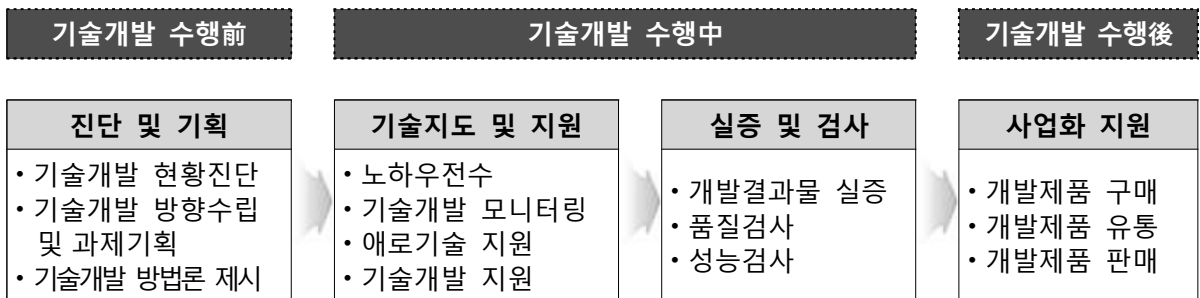 기술개발 수행前
기술개발 수행中
기술개발 수행後
진단 및 기획
• 기술개발 현황진단
• 기술개발 방향수립
및 과제기획
• 기술개발 방법론 제시
기술지도 및 지원
• 노하우전수
• 기술개발 모니터링
• 애로기술 지원
• 기술개발 지원
실증 및 검사
• 개발결과물 실증
• 품질검사
• 성능검사
사업화 지원
• 개발제품 구매
• 개발제품 유통
• 개발제품 판매